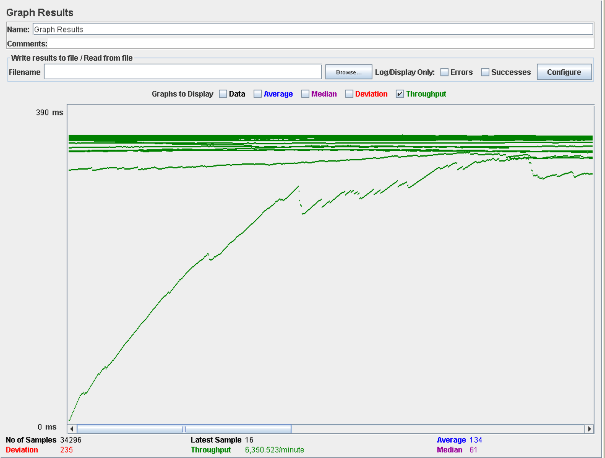 Graph Results
Name: Graph Results
Comments:
Write results to file / Read from file
Filename Browse... Log/Display Only: Errors Successes Configure
Graphs to Display Data Average Median Deviation Throughput
390 ms
0 ms
No of Samples 34296 Latest Sample 16 Average 134
Deviation 235 Throughput 6,390.523/minute Median 61